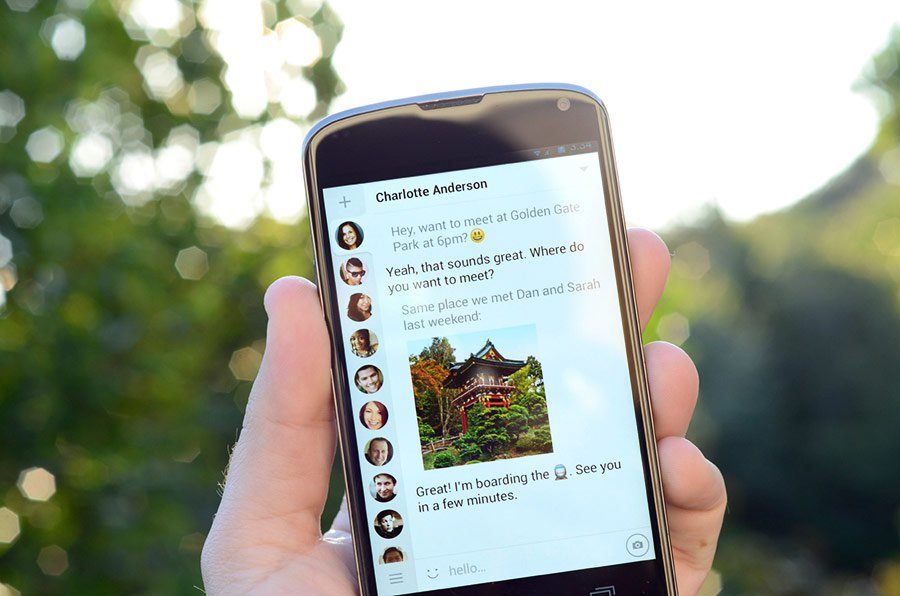 3:34
Charlotte Anderson
Hey, want to meet at Golden Gate
Park at 6pm? 😃
Yeah, that sounds great. Where do
you want to meet?
Same place we met Dan and Sarah
last weekend:
Great! I'm boarding the 🚇. See you
in a few minutes.
hello...